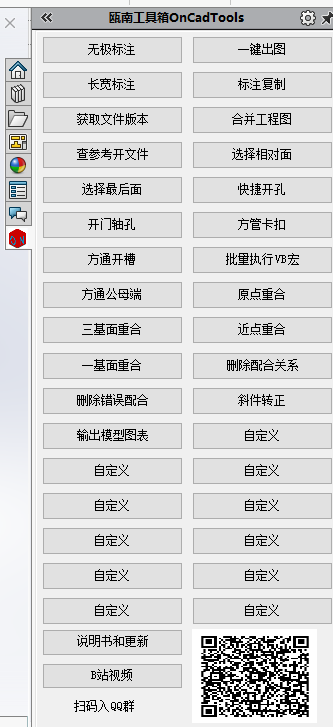 瓯南工具箱OnCadTools
无极标注 一键出图
长宽标注 标注复制
获取文件版本 合并工程图
查参考开文件 选择相对面
选择最后面 快捷开孔
开门轴孔 方管卡扣
方通开槽 批量执行VB宏
方通公母端 原点重合
三基面重合 近点重合
一基面重合 删除配合关系
删除错误配合 斜件转正
输出模型图表 自定义
自定义 自定义
自定义 自定义
自定义 自定义
自定义 自定义
自定义 自定义
说明书和更新
B站视频
扫码入QQ群